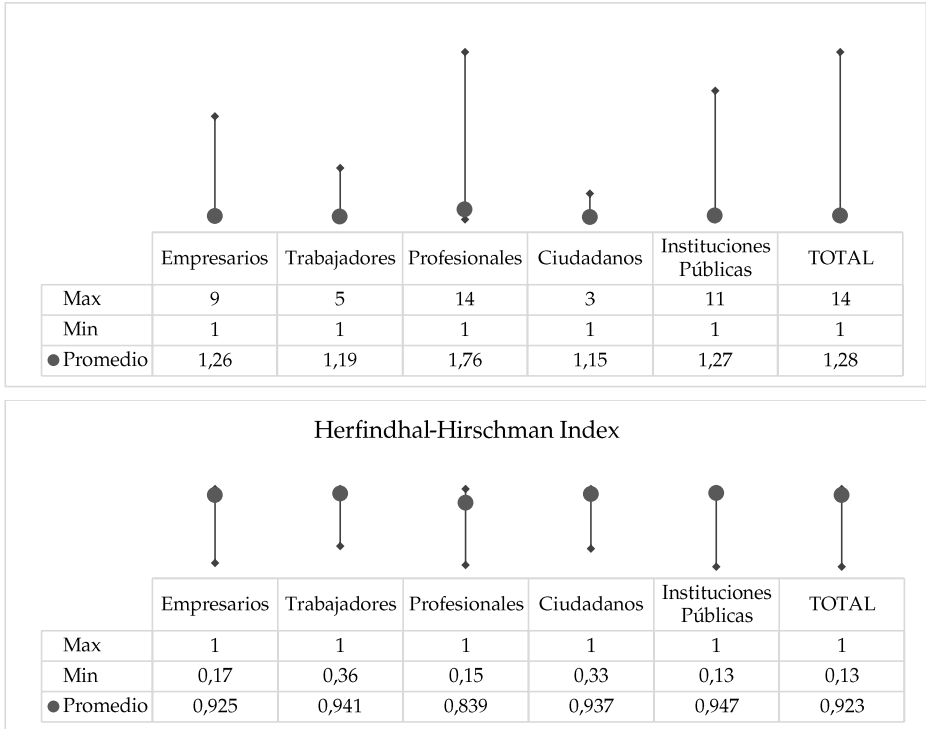 Empresarios Trabajadores Profesionales Ciudadanos Instituciones Públicas TOTAL
Max 9 5 14 3 11 14
Min 1 1 1 1 1 1
Promedio 1,26 1,19 1,76 1,15 1,27 1,28
Herfindhal-Hirschman Index
Empresarios Trabajadores Profesionales Ciudadanos Instituciones Públicas TOTAL
Max 1 1 1 1 1 1
Min 0,17 0,36 0,15 0,33 0,13 0,13
Promedio 0,925 0,941 0,839 0,937 0,947 0,923